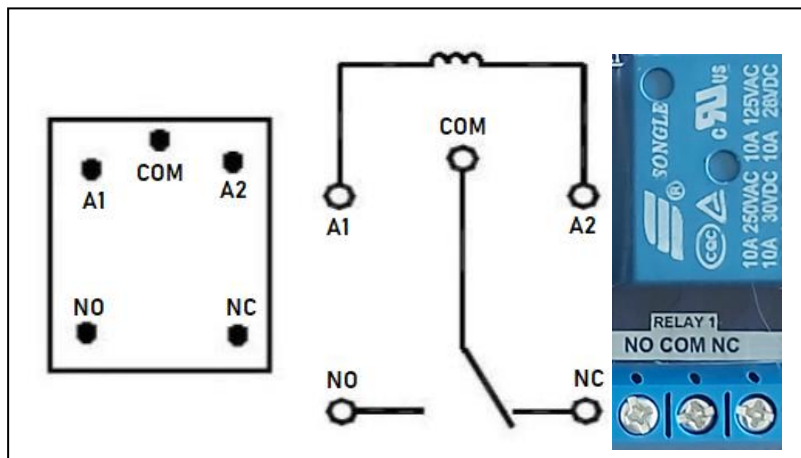 COM
A1
A2
NO
NC
COM
A1
A2
NO
NC
SONGLE
®
c UR US
CQC
10A 250VAC 10A 125VAC
10A 30VDC 10A 28VDC
RELAY 1
NO COM NC